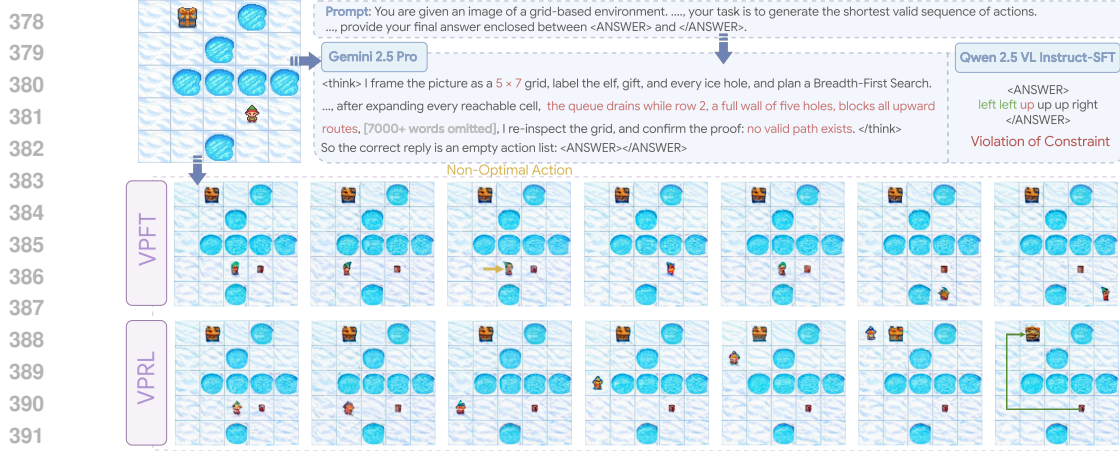 378
379
380
381
382
383
384
385
386
387
388
389
390
391
Prompt: You are given an image of a grid-based environment. ...., your task is to generate the shortest valid sequence of actions.
..., provide your final answer enclosed between <ANSWER> and </ANSWER>.
Gemini 2.5 Pro
<think> I frame the picture as a 5 × 7 grid, label the elf, gift, and every ice hole, and plan a Breadth-First Search.
..., after expanding every reachable cell, the queue drains while row 2, a full wall of five holes, blocks all upward
routes, [7000+ words omitted], I re-inspect the grid, and confirm the proof: no valid path exists. </think>
So the correct reply is an empty action list: <ANSWER></ANSWER>
Qwen 2.5 VL Instruct-SFT
<ANSWER>
left left up up up right
</ANSWER>
Violation of Constraint
Non-Optimal Action
VPFT
VPRL